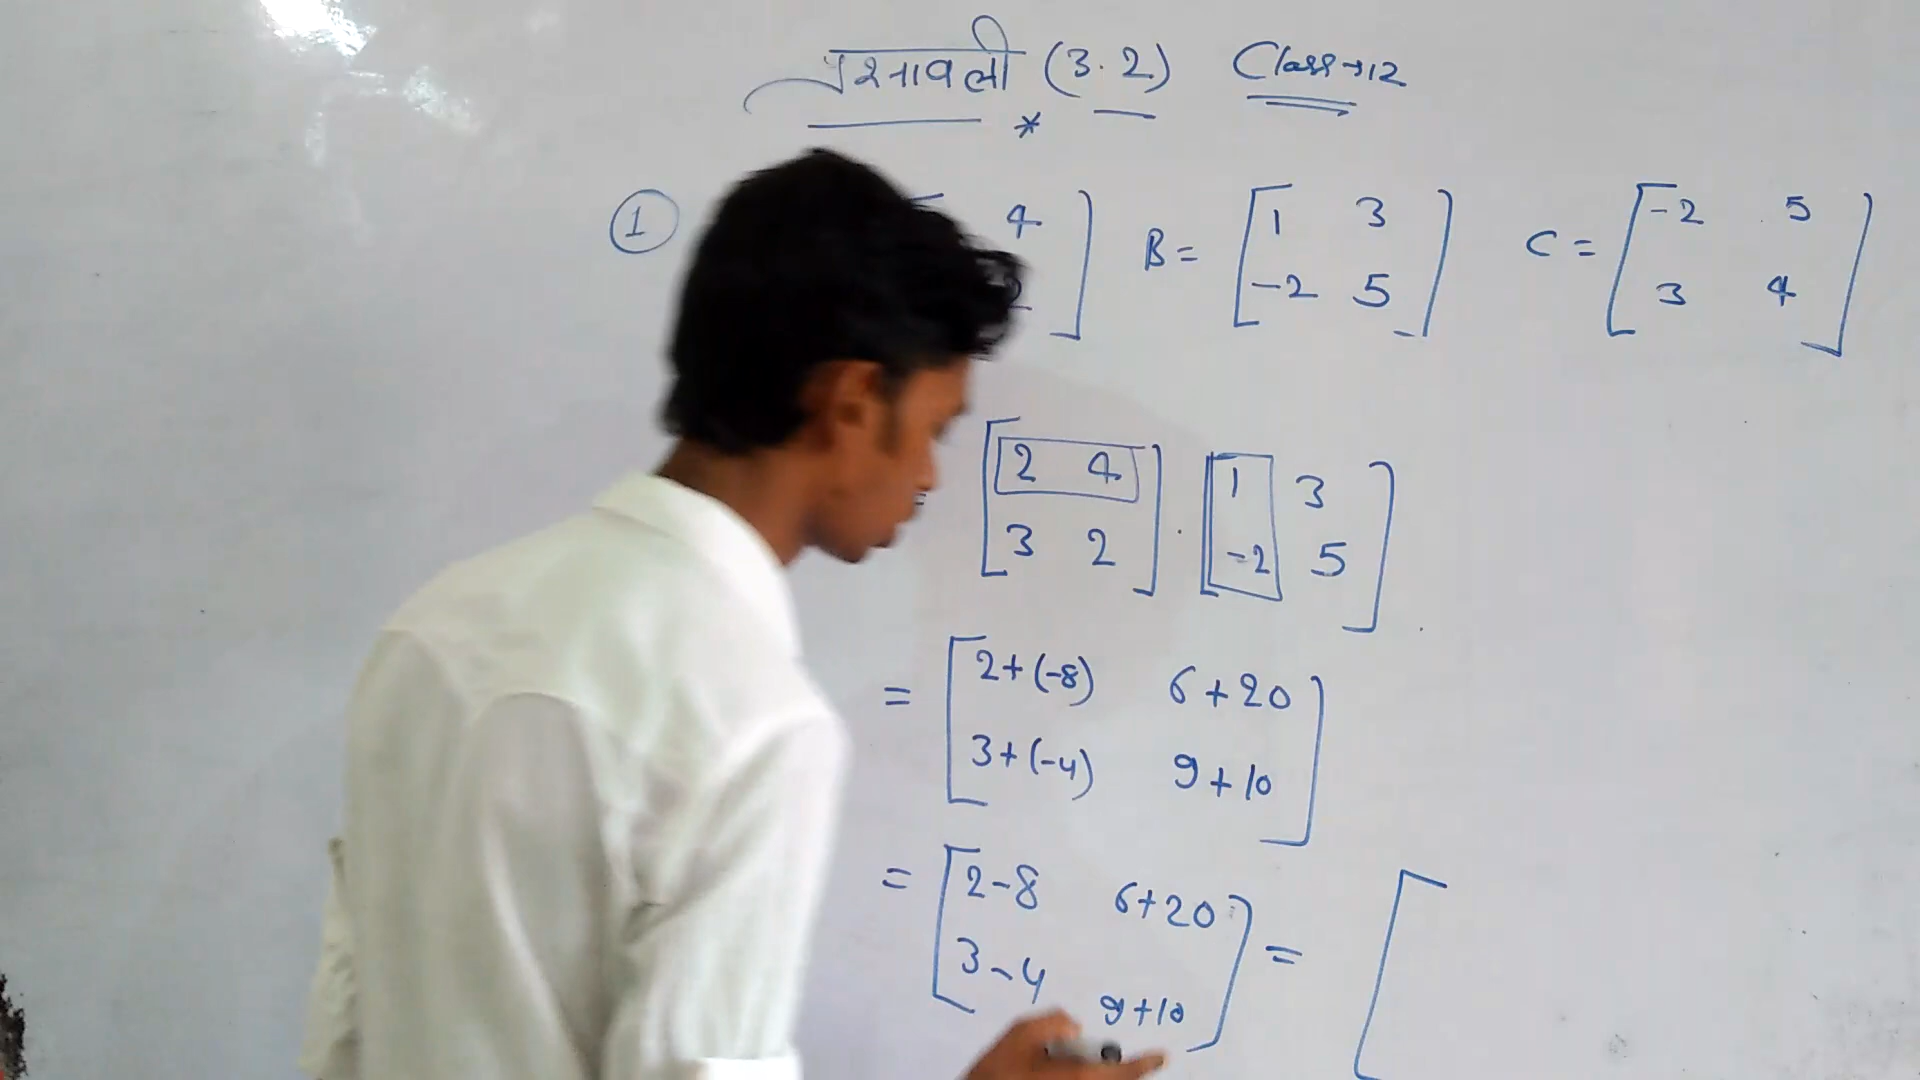 प्रश्नावली (3.2) Class→12
*
① 4 ] B = [ 1 3 ] C = [ -2 5 ]
2 ] [ -2 5 ] [ 3 4 ]
= [ 2 4 ] . [ 1 3 ]
[ 3 2 ] [ -2 5 ]
= [ 2+(-8) 6+20 ]
[ 3+(-4) 9+10 ]
= [ 2-8 6+20 ] = [
[ 3-4 9+10 ]